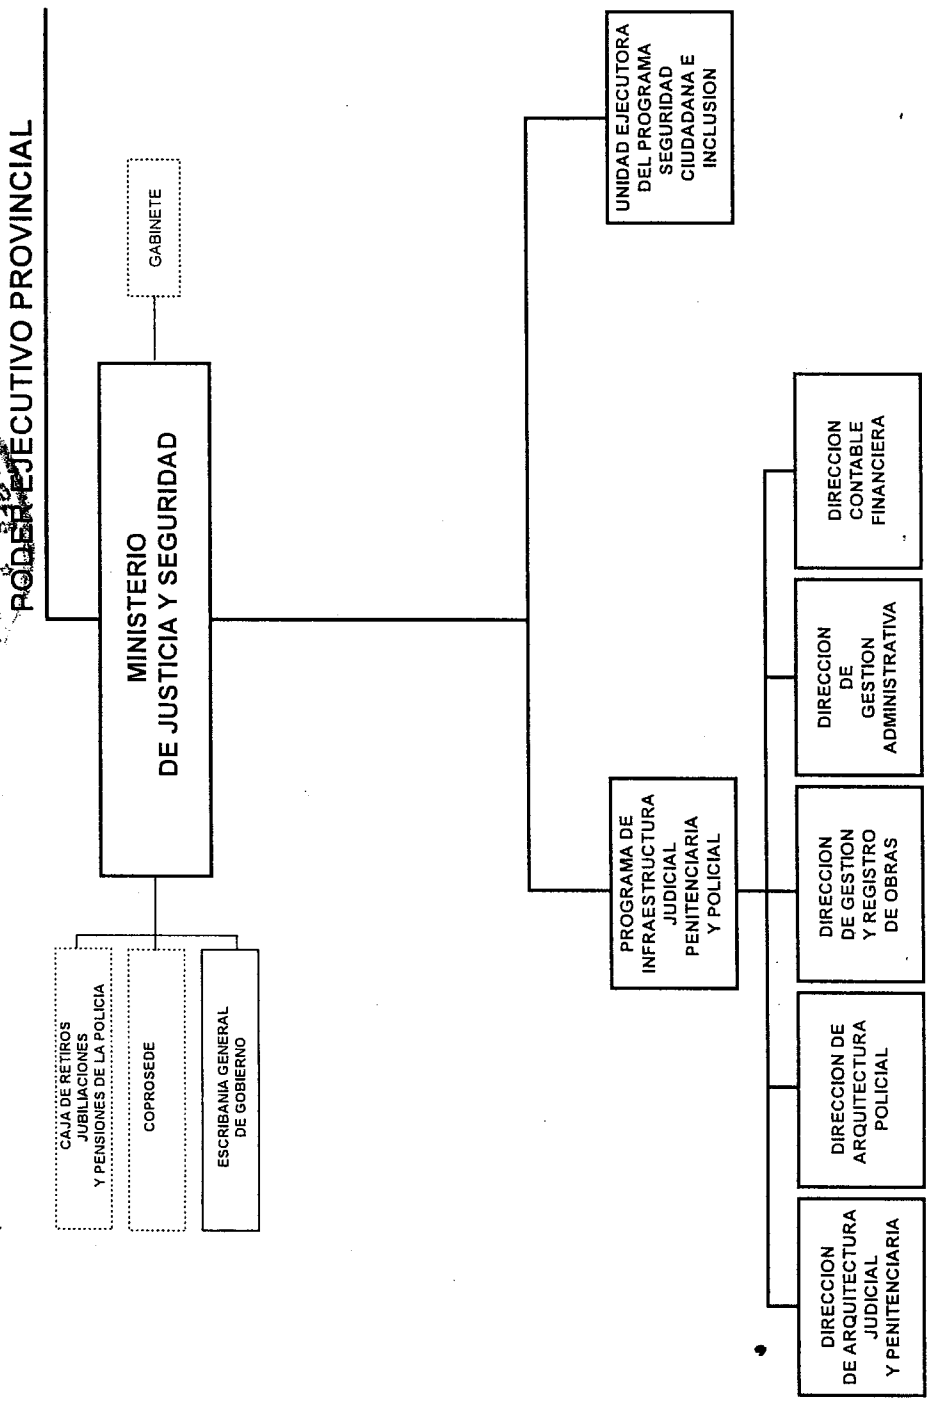 PODER EJECUTIVO PROVINCIAL
MINISTERIO
DE JUSTICIA Y SEGURIDAD
GABINETE
CAJA DE RETIROS
JUBILIACIONES
Y PENSIONES DE LA POLICIA
COPROSEDE
ESCRIBANIA GENERAL
DE GOBIERNO
PROGRAMA DE
INFRAESTRUCTURA
JUDICIAL
PENITENCIARIA
Y POLICIAL
UNIDAD EJECUTORA
DEL PROGRAMA
SEGURIDAD
CIUDADANA E
INCLUSION
DIRECCION
DE ARQUITECTURA
JUDICIAL
Y PENITENCIARIA
DIRECCION DE
ARQUITECTURA
POLICIAL
DIRECCION
DE GESTION
Y REGISTRO
DE OBRAS
DIRECCION
DE
GESTION
ADMINISTRATIVA
DIRECCION
CONTABLE
FINANCIERA